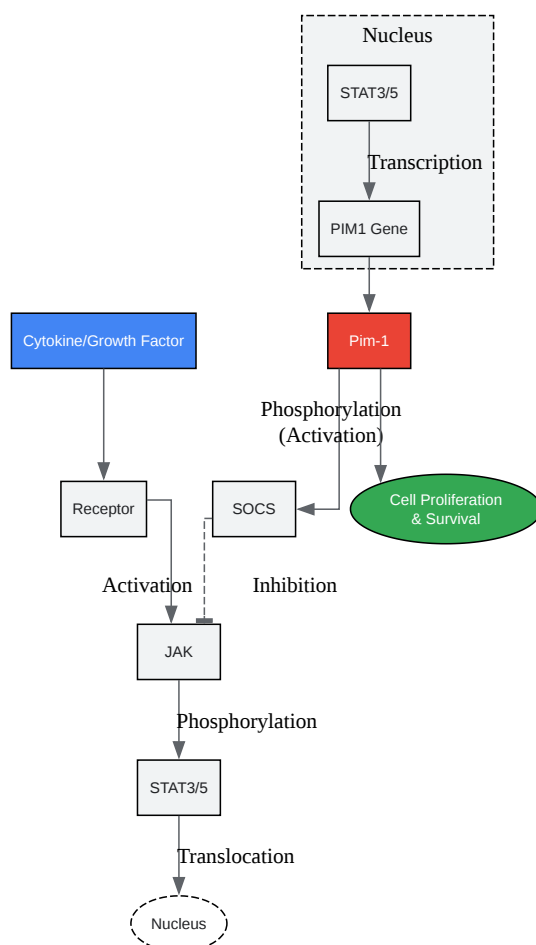 Nucleus
STAT3/5
Transcription
PIM1 Gene
Cytokine/Growth Factor
Pim-1
Phosphorylation
(Activation)
Receptor
SOCS
Cell Proliferation
& Survival
Activation
Inhibition
JAK
Phosphorylation
STAT3/5
Translocation
Nucleus